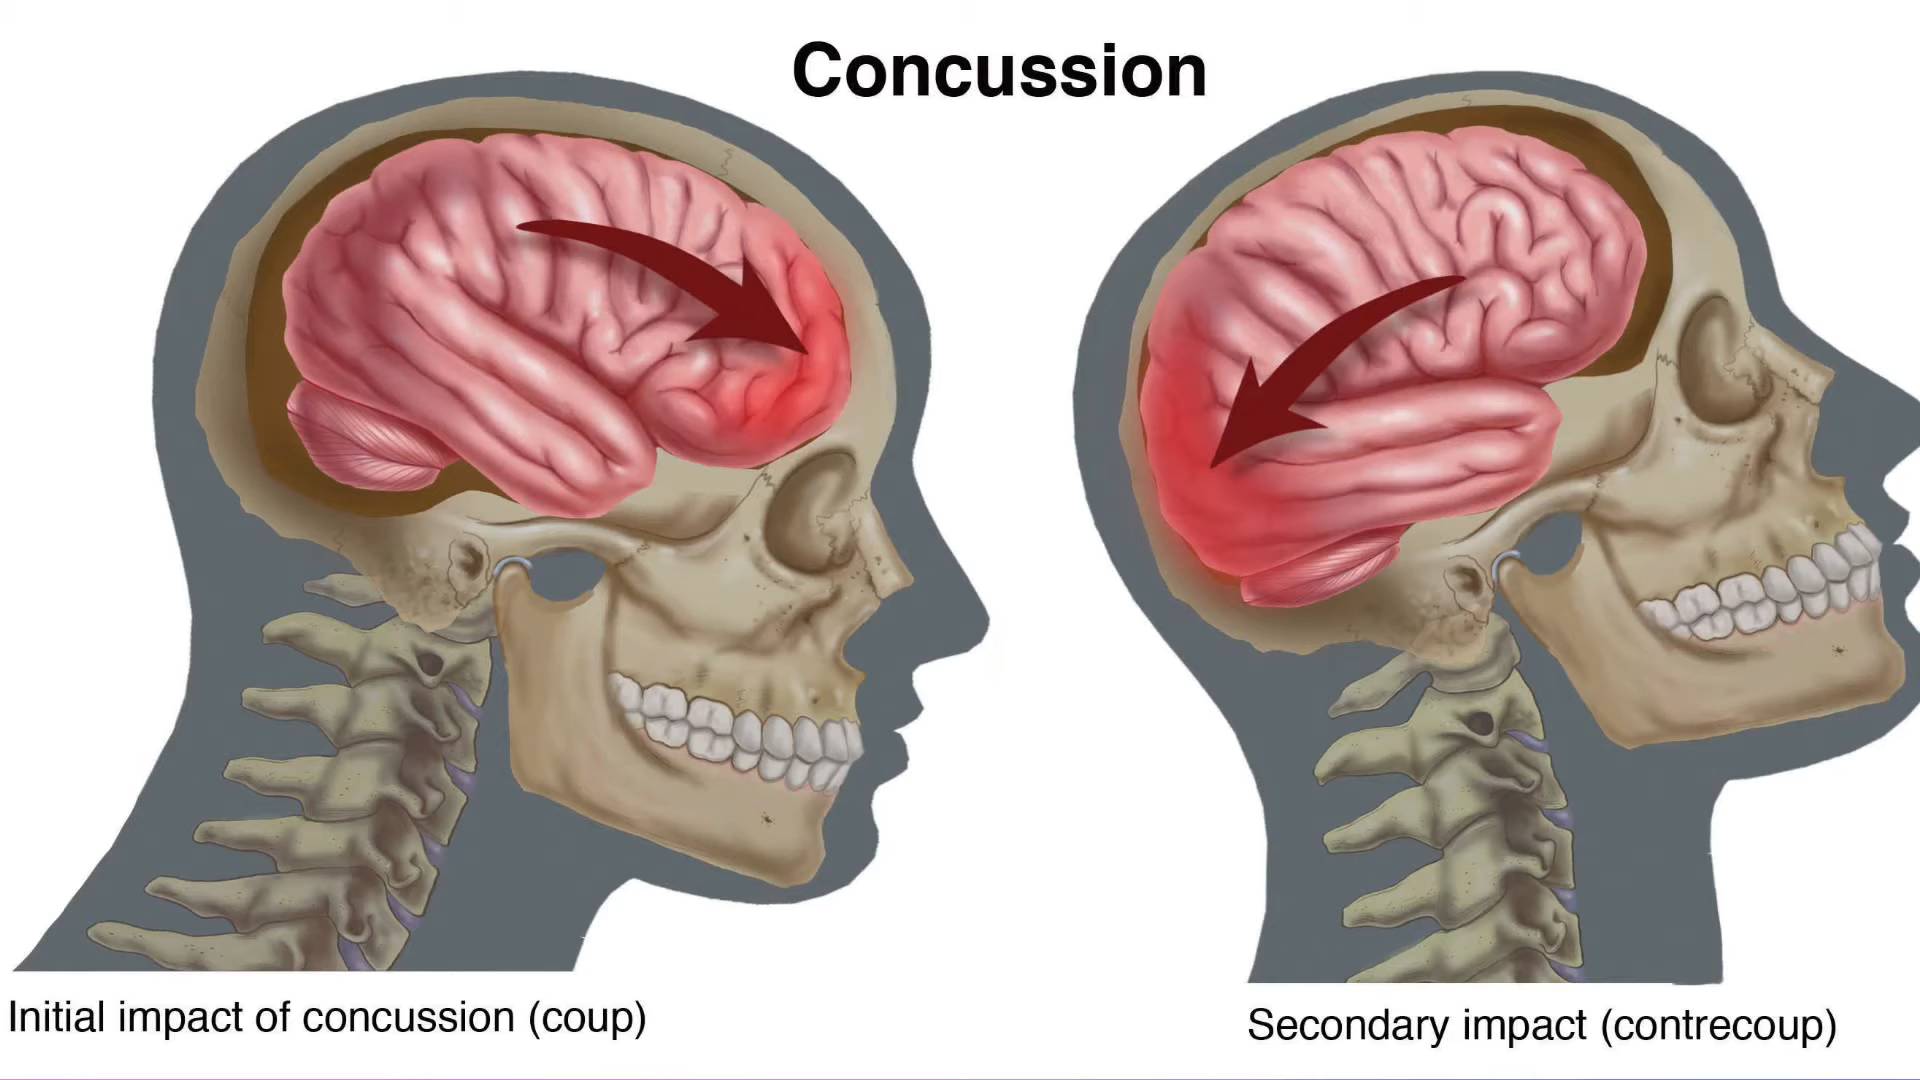 Concussion
Initial impact of concussion (coup)
Secondary impact (contrecoup)